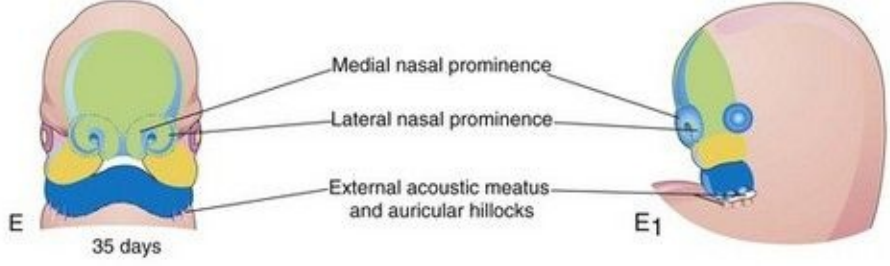 Medial nasal prominence
Lateral nasal prominence
External acoustic meatus
and auricular hillocks
E
E1
35 days